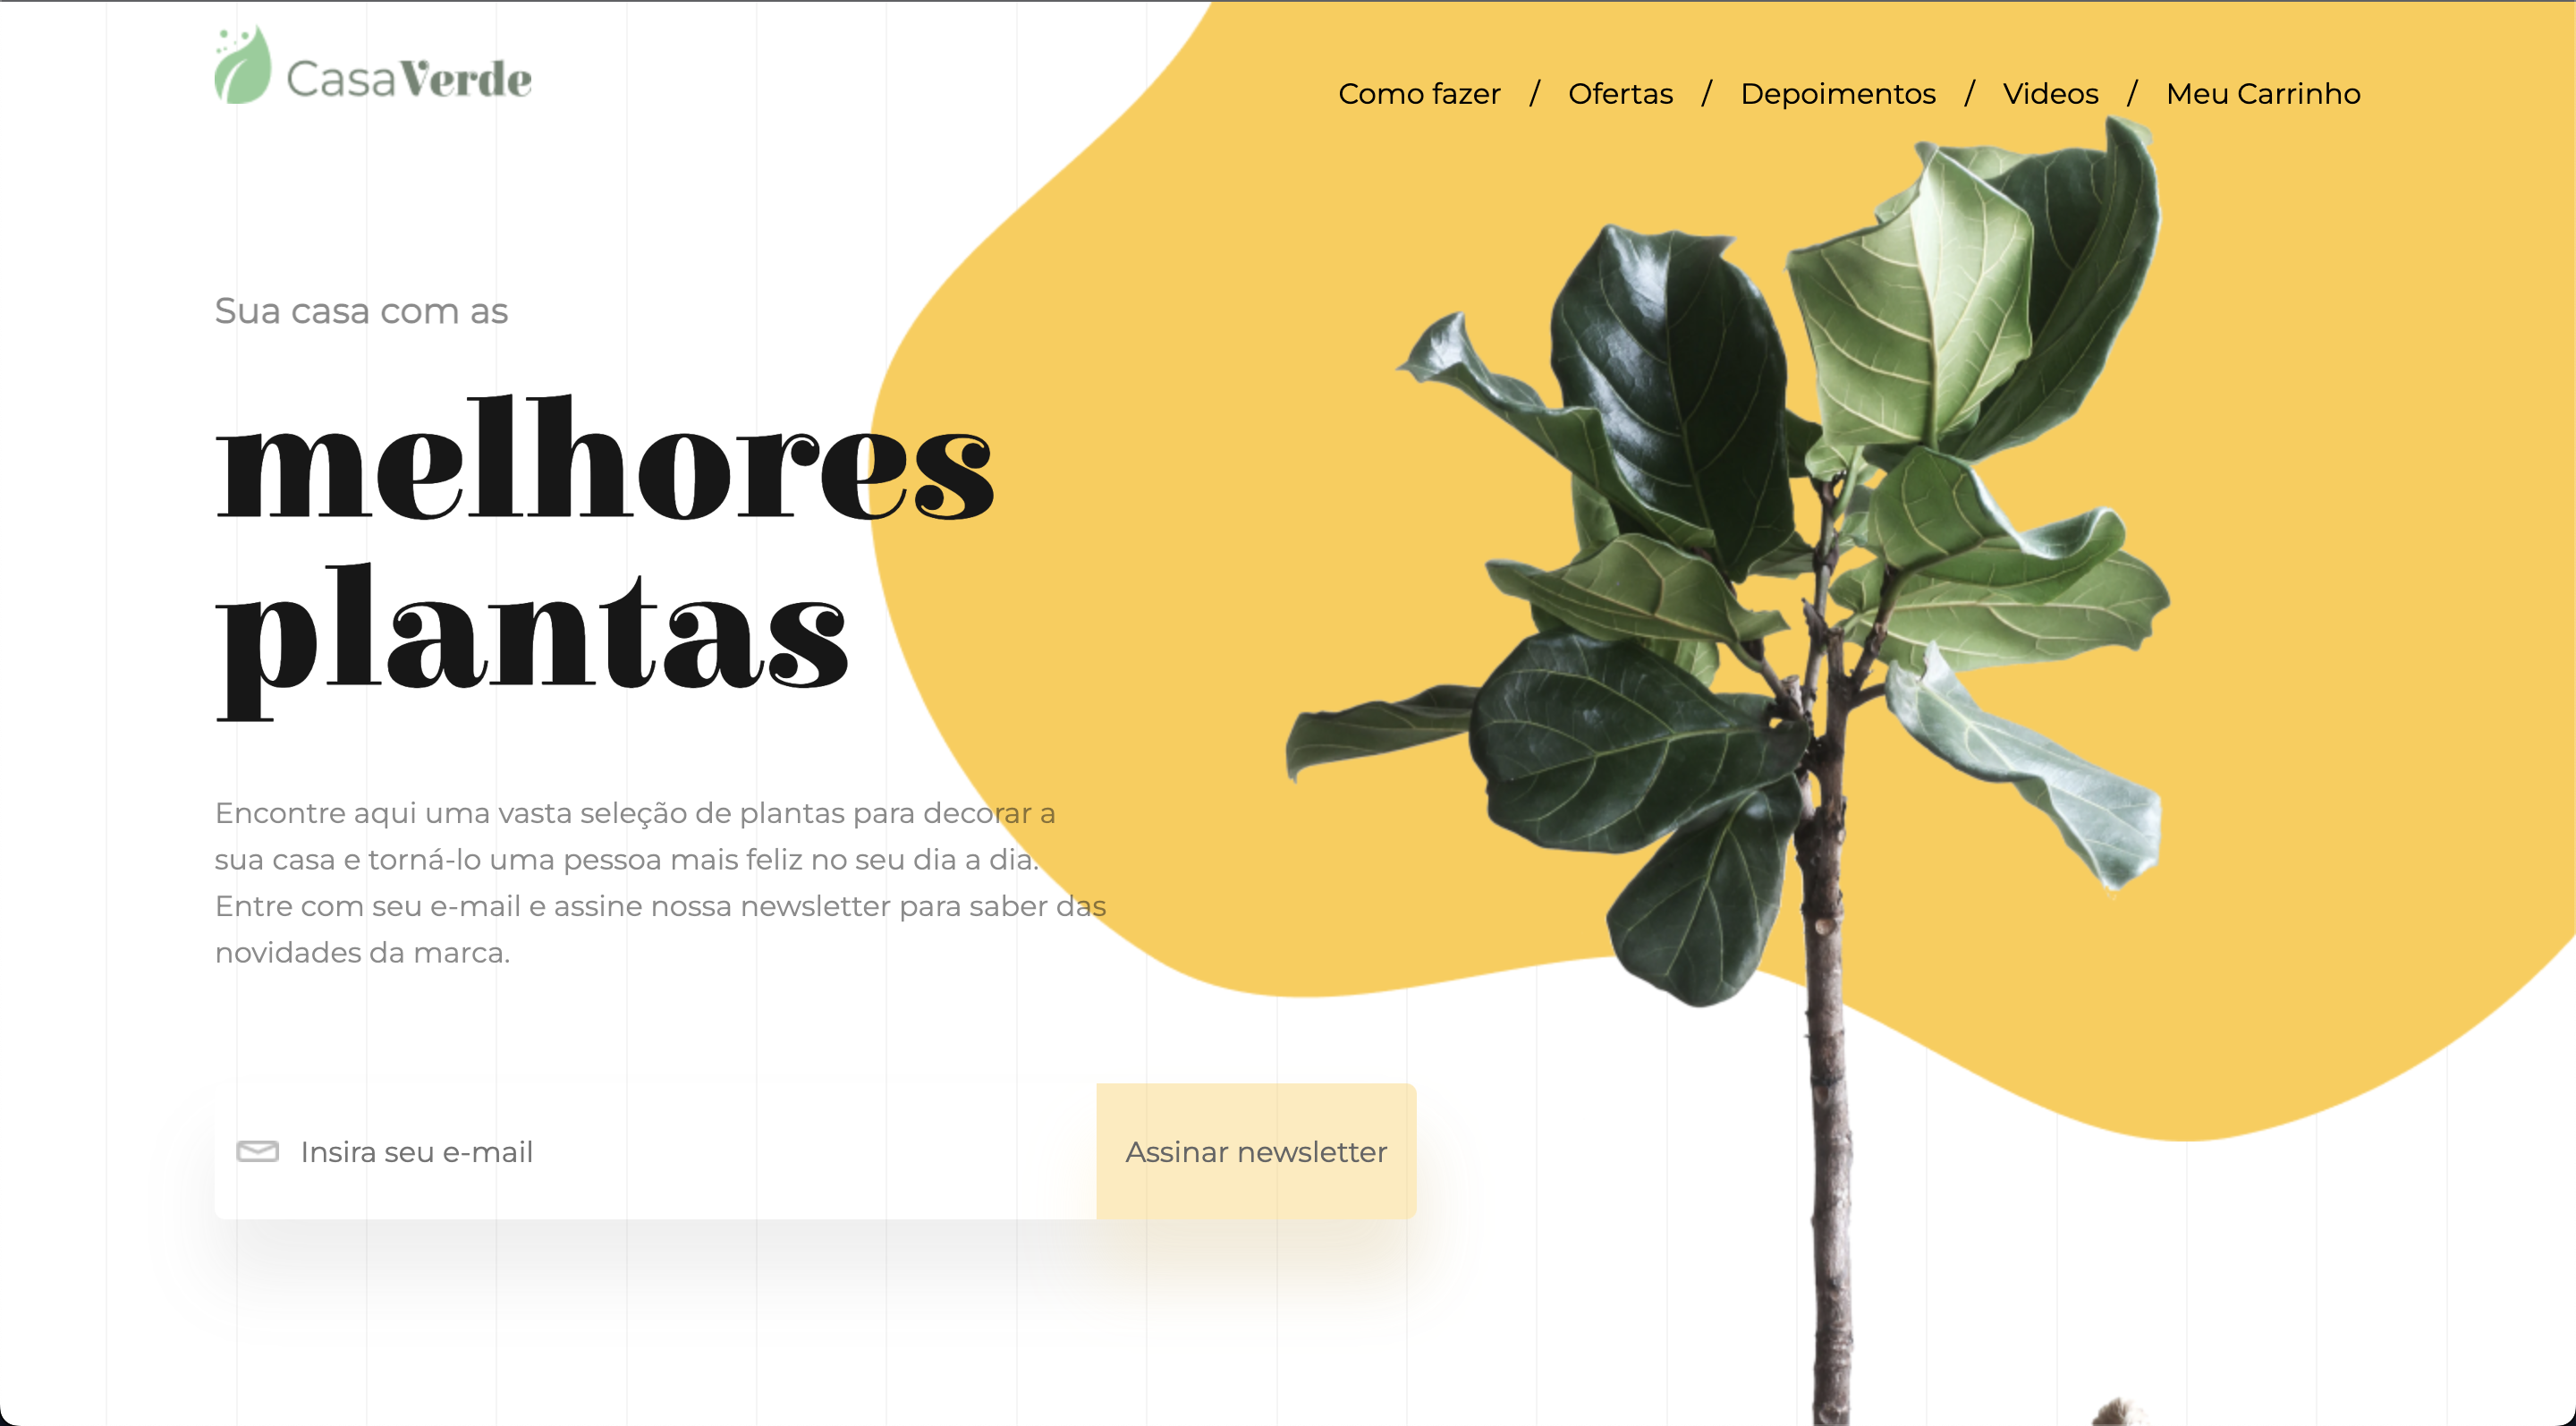 CasaVerde
Como fazer / Ofertas / Depoimentos / Videos / Meu Carrinho
Sua casa com as
melhores
plantas
Encontre aqui uma vasta seleção de plantas para decorar a
sua casa e torná-lo uma pessoa mais feliz no seu dia a dia.
Entre com seu e-mail e assine nossa newsletter para saber das
novidades da marca.
Insira seu e-mail
Assinar newsletter